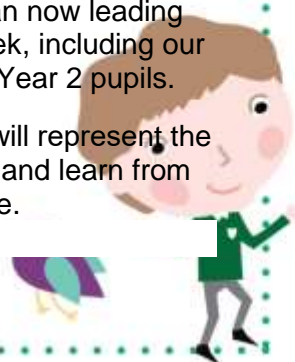 an now leading
ek, including our
Year 2 pupils.
will represent the
and learn from
e.